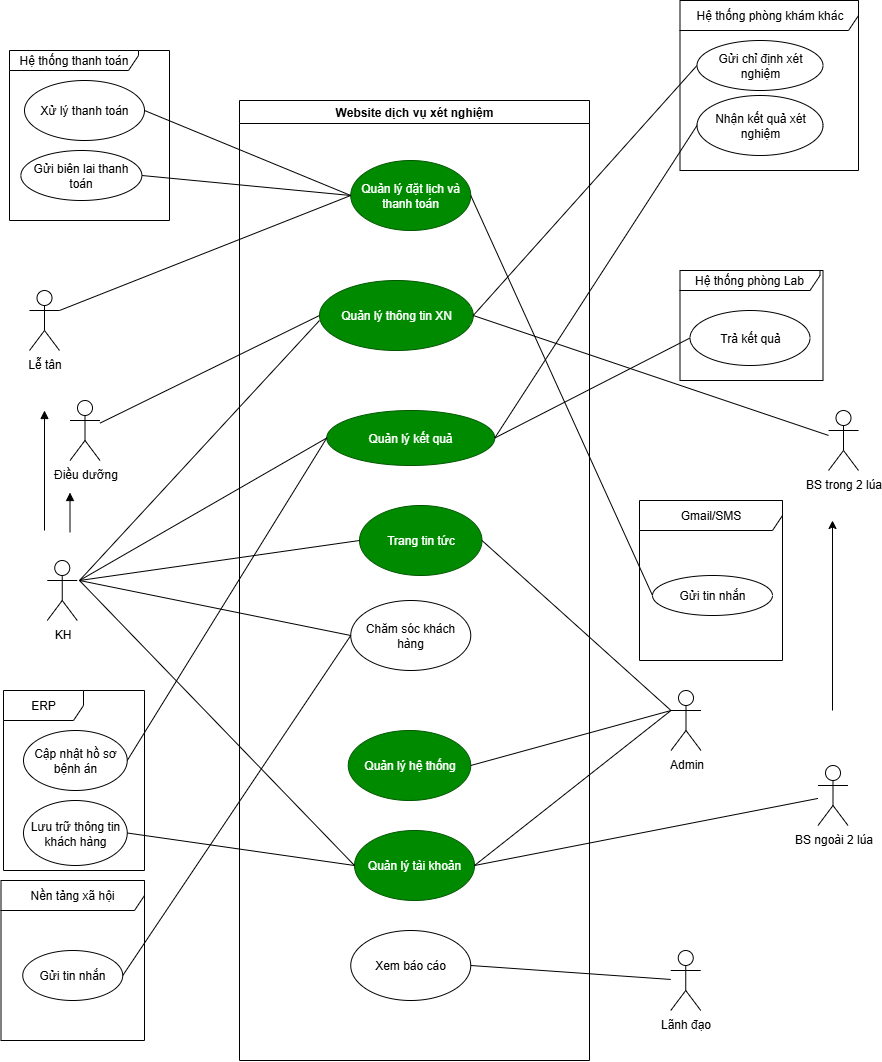 Hệ thống phòng khám khác
Gửi chỉ định xét
nghiệm
Nhận kết quả xét
nghiệm
Hệ thống thanh toán
Xử lý thanh toán
Gửi biên lai thanh
toán
Website dịch vụ xét nghiệm
Quản lý đặt lịch và
thanh toán
Quản lý thông tin XN
Quản lý kết quả
Trang tin tức
Chăm sóc khách
hàng
Quản lý hệ thống
Quản lý tài khoản
Xem báo cáo
Hệ thống phòng Lab
Trả kết quả
Lễ tân
Điều dưỡng
KH
BS trong 2 lúa
Gmail/SMS
Gửi tin nhắn
ERP
Cập nhật hồ sơ
bệnh án
Lưu trữ thông tin
khách hàng
Admin
BS ngoài 2 lúa
Nền tảng xã hội
Gửi tin nhắn
Lãnh đạo